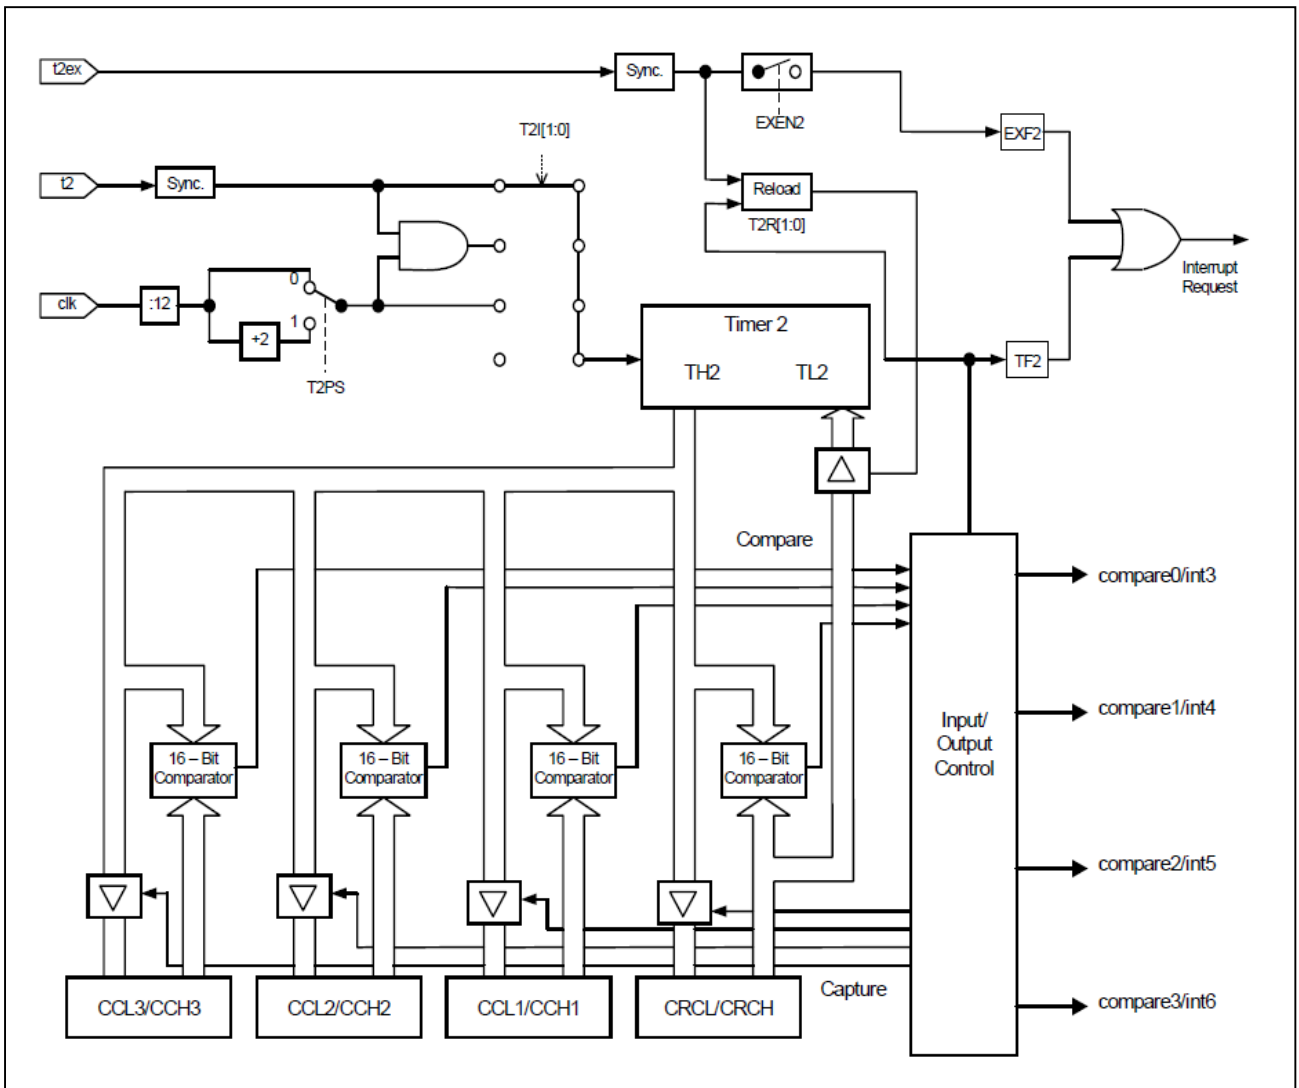 t2ex
Sync.
EXEN2
EXF2
T2I[1:0]
t2
Sync.
Reload
T2R[1:0]
Interrupt
Request
clk
:12
0
1
+2
T2PS
Timer 2
TH2 TL2
TF2
Compare
compare0/int3
16 – Bit
Comparator
16 – Bit
Comparator
16 – Bit
Comparator
16 – Bit
Comparator
Input/
Output
Control
compare1/int4
compare2/int5
CCL3/CCH3
CCL2/CCH2
CCL1/CCH1
CRCL/CRCH
Capture
compare3/int6